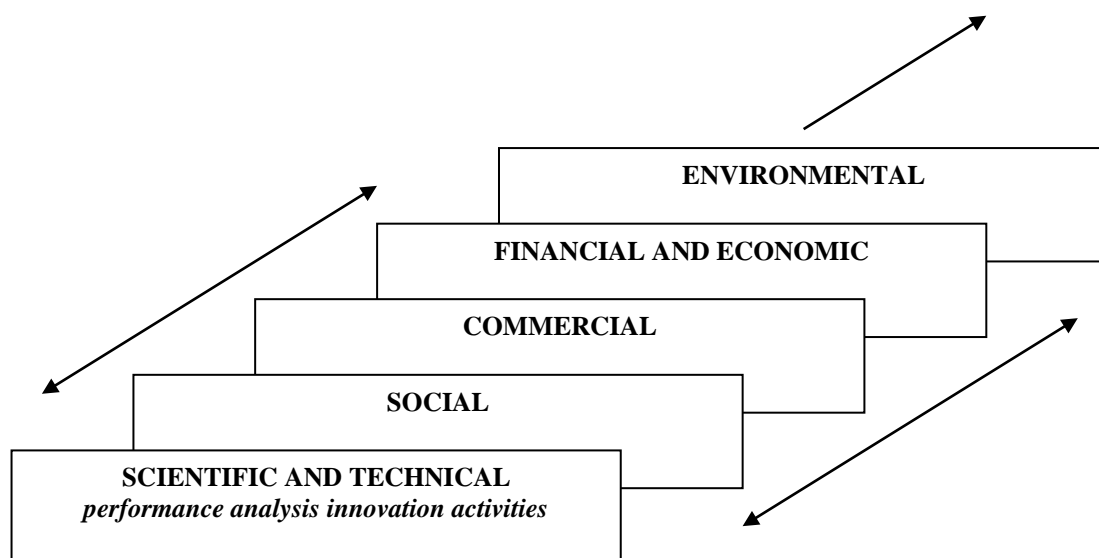 ENVIRONMENTAL
FINANCIAL AND ECONOMIC
COMMERCIAL
SOCIAL
SCIENTIFIC AND TECHNICAL
performance analysis innovation activities